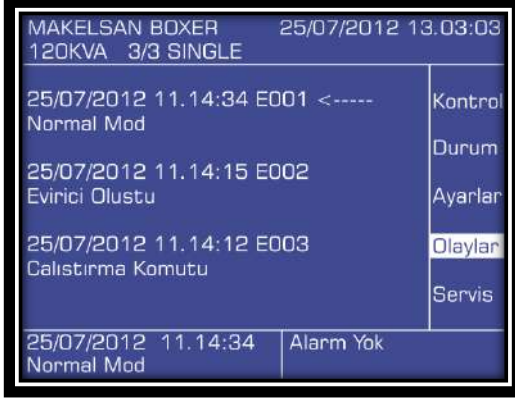 MAKELSAN BOXER 25/07/2012 13.03:03
120KVA 3/3 SINGLE
25/07/2012 11.14:34 E001 <-----
Normal Mod
25/07/2012 11.14:15 E002
Evirici Olustu
25/07/2012 11.14:12 E003
Calıstırma Komutu
Kontrol
Durum
Ayarlar
Olaylar
Servis
25/07/2012 11.14:34
Normal Mod
Alarm Yok